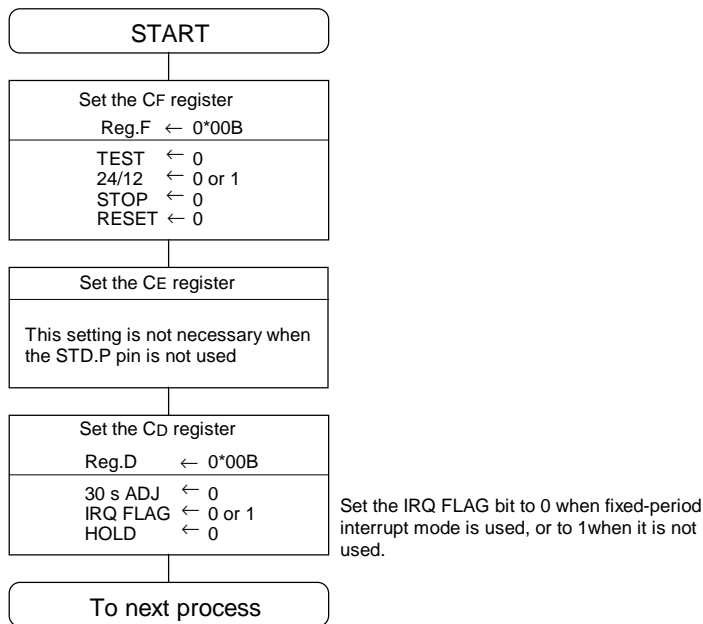 START
Set the CF register
Reg.F ← 0*00B
TEST ← 0
24/12 ← 0 or 1
STOP ← 0
RESET ← 0
Set the CE register
This setting is not necessary when
the STD.P pin is not used
Set the CD register
Reg.D ← 0*00B
30 s ADJ ← 0
IRQ FLAG ← 0 or 1
HOLD ← 0
Set the IRQ FLAG bit to 0 when fixed-period
interrupt mode is used, or to 1when it is not
used.
To next process